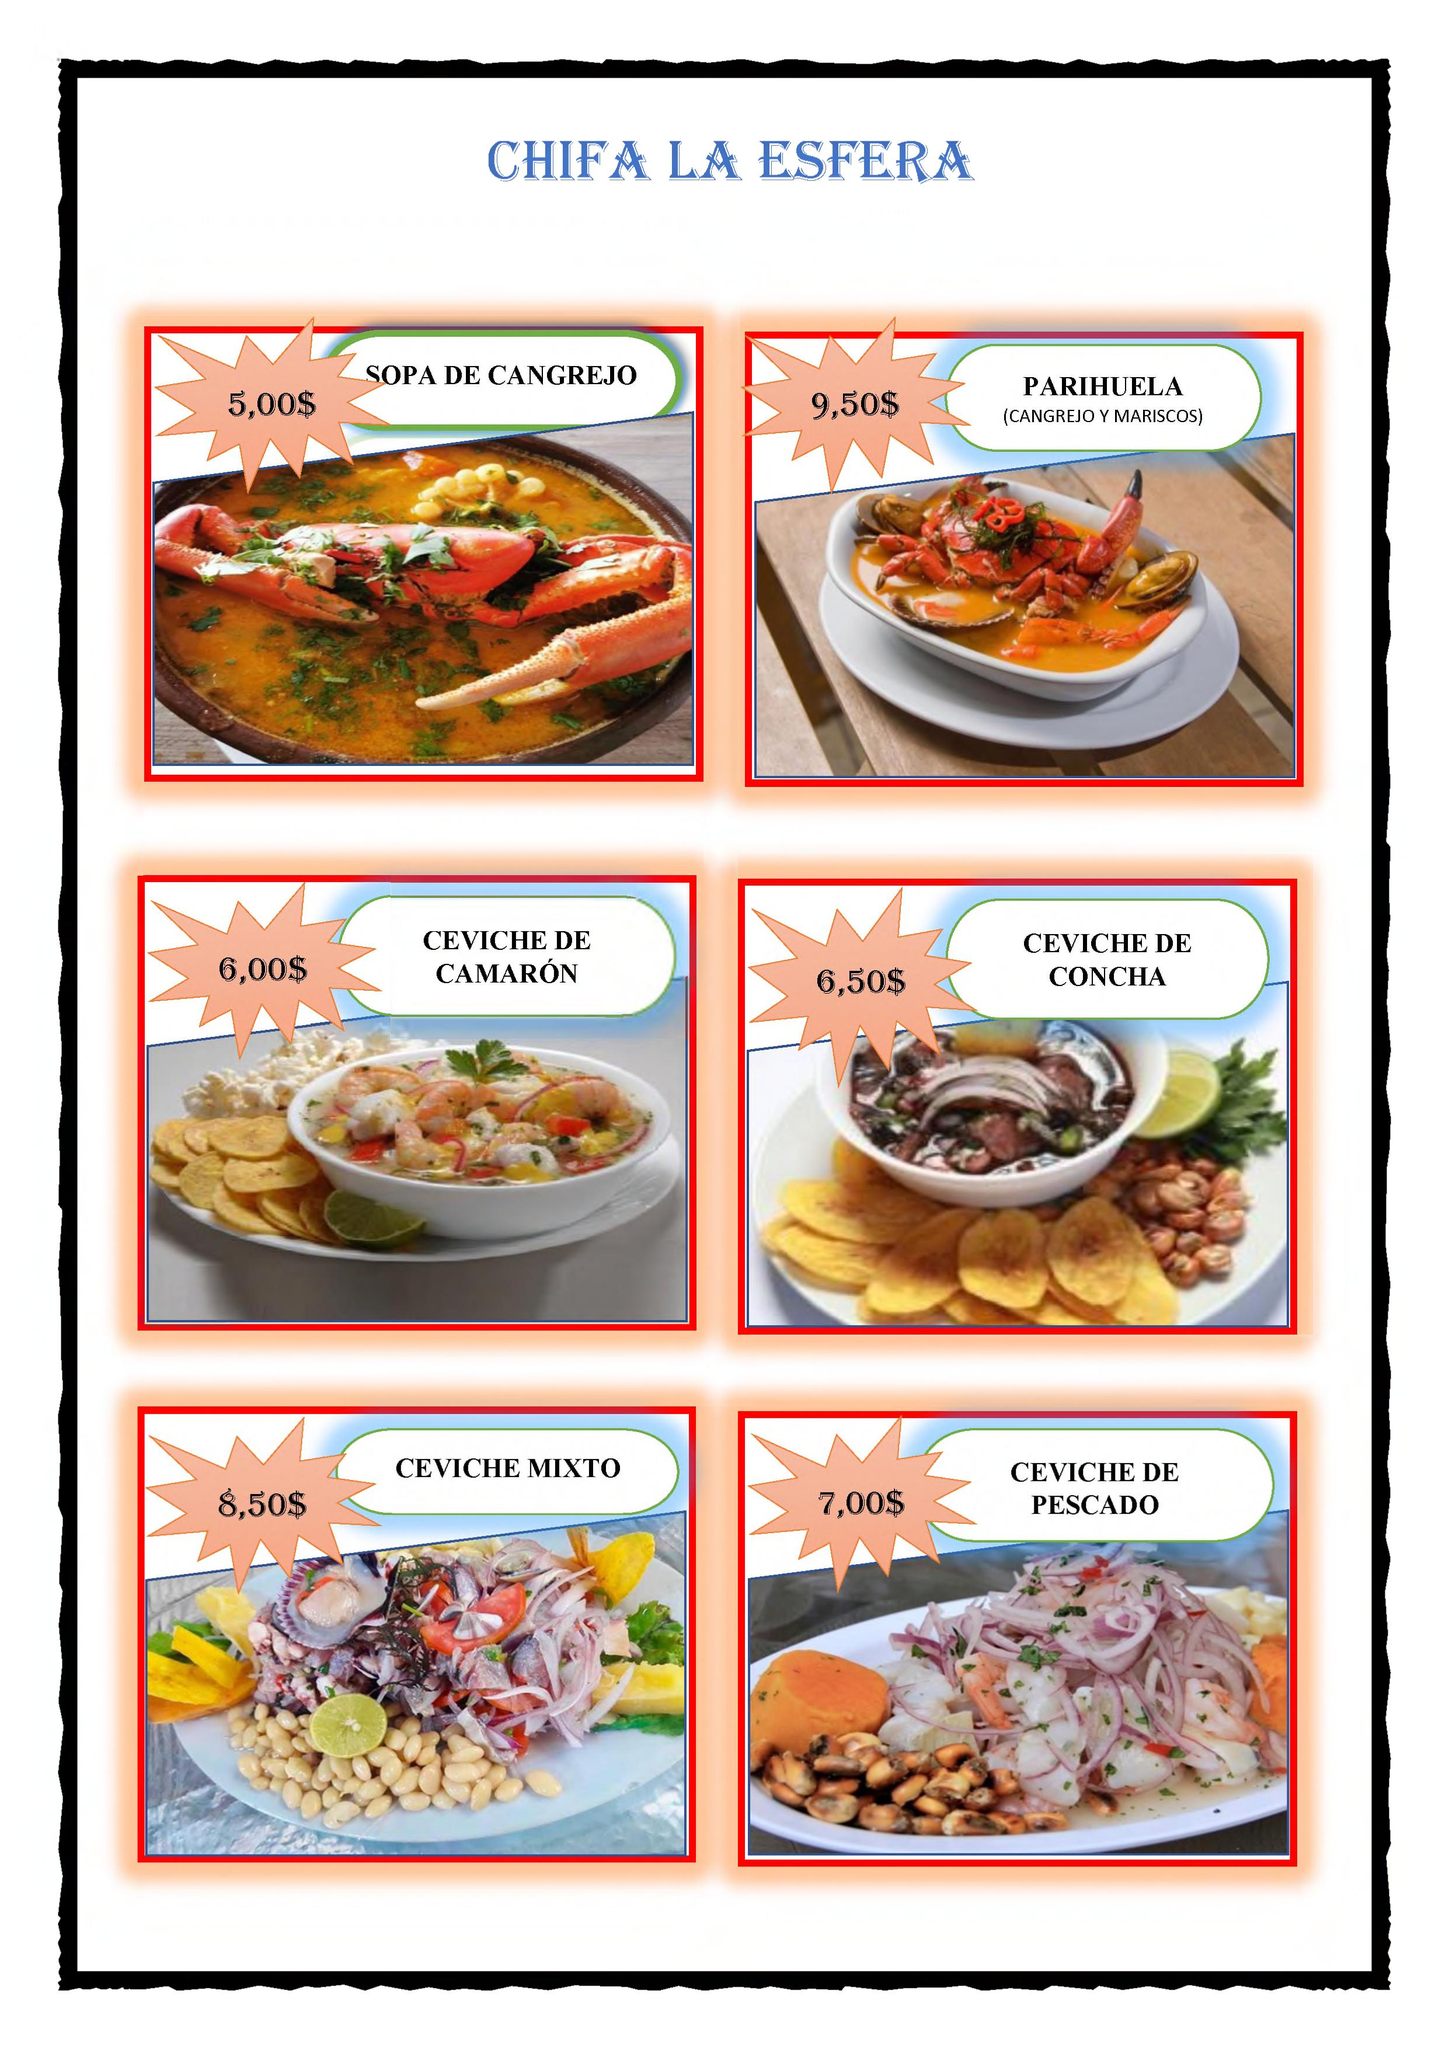 CHIFA LA ESFERA
5,00$
SOPA DE CANGREJO
9,50$
PARIHUELA
(CANGREJO Y MARISCOS)
6,00$
CEVICHE DE
CAMARÓN
6,50$
CEVICHE DE
CONCHA
8,50$
CEVICHE MIXTO
7,00$
CEVICHE DE
PESCADO